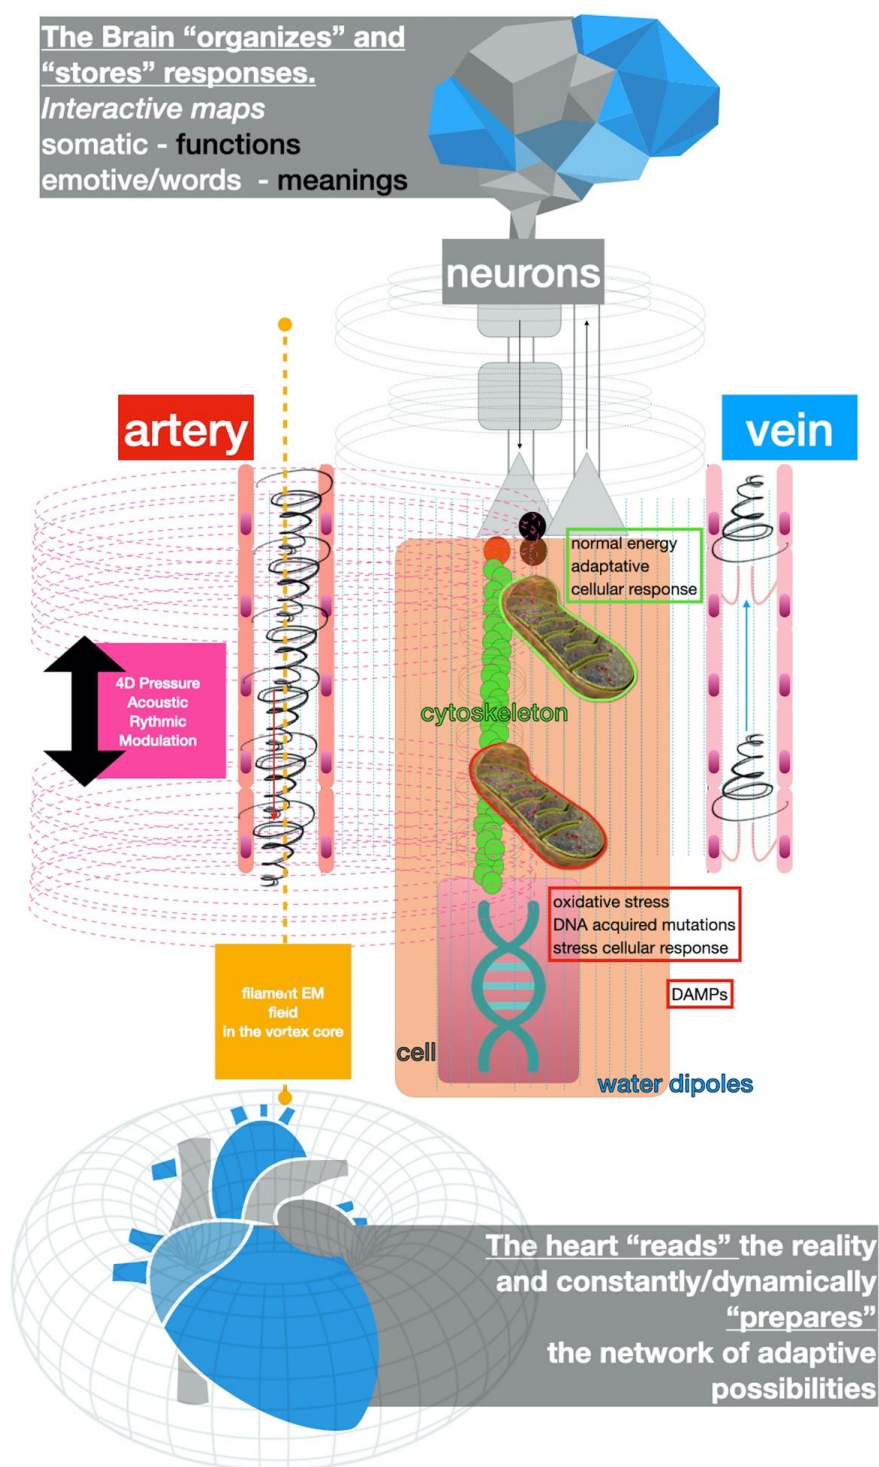 The Brain “organizes” and
“stores” responses.
Interactive maps
somatic - functions
emotive/words - meanings
neurons
artery
vein
normal energy
adaptative
cellular response
4D Pressure
Acoustic
Rythmic
Modulation
cytoskeleton
oxidative stress
DNA acquired mutations
stress cellular response
DAMPs
filament EM
field
in the vortex core
cell
water dipoles
The heart “reads” the reality
and constantly/dynamically
“prepares”
the network of adaptive
possibilities